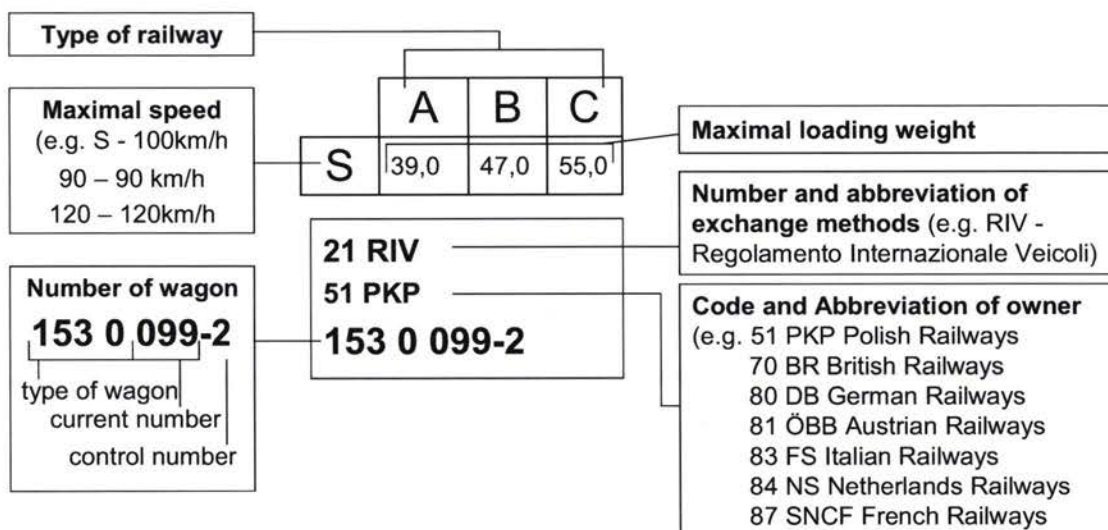 Type of railway
Maximal speed
(e.g. S - 100km/h
90 – 90 km/h
120 – 120km/h
A B C
S 39,0 47,0 55,0
Maximal loading weight
Number and abbreviation of
exchange methods (e.g. RIV -
Regolamento Internazionale Veicoli)
21 RIV
51 PKP
153 0 099-2
Number of wagon
153 0 099-2
type of wagon
current number
control number
Code and Abbreviation of owner
(e.g. 51 PKP Polish Railways
70 BR British Railways
80 DB German Railways
81 ÖBB Austrian Railways
83 FS Italian Railways
84 NS Netherlands Railways
87 SNCF French Railways